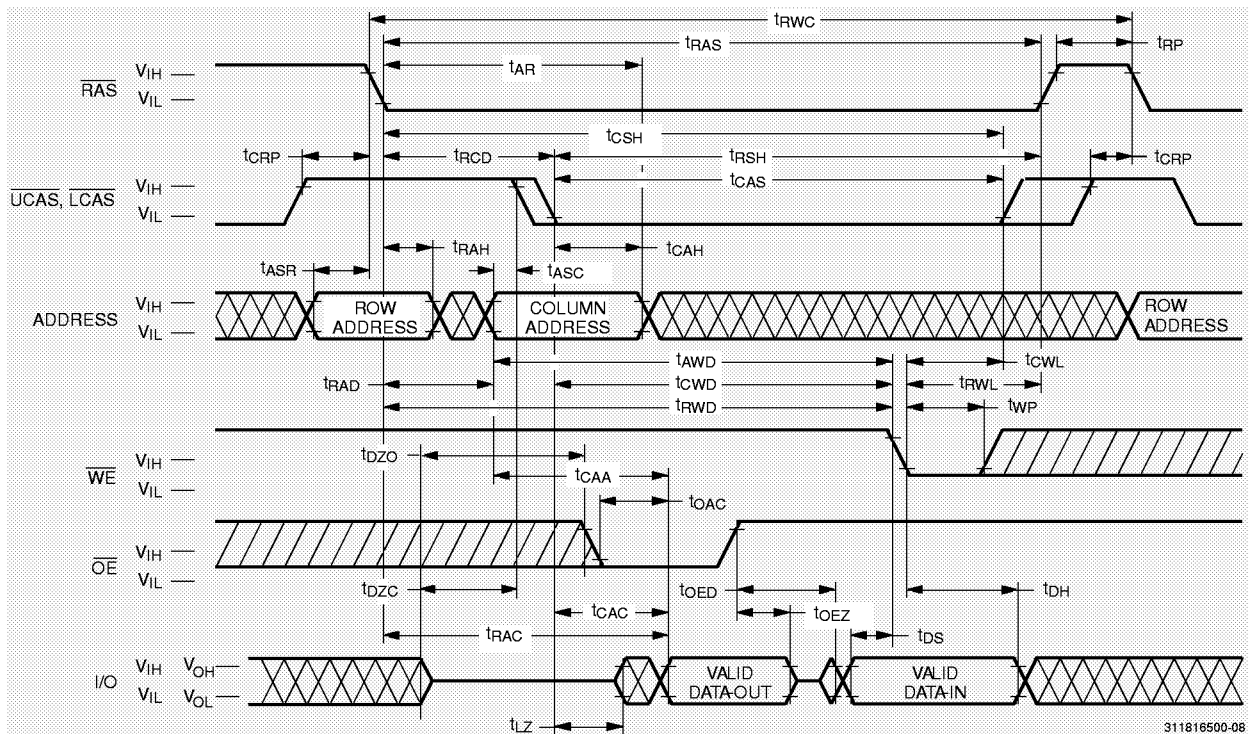 tRWC
tRAS
tRP
tAR
RAS
VIH
VIL
tCSH
tCRP
tRCD
tRSH
tCRP
tCAS
UCAS, LCAS
VIH
VIL
tRAH
tCAH
tASR
tASC
ADDRESS
VIH
VIL
ROW
ADDRESS
COLUMN
ADDRESS
ROW
ADDRESS
tAWD
tCWL
tRAD
tCWD
tRWL
tRWD
tWP
tDZO
WE
VIH
VIL
tCAA
tOAC
OE
VIH
VIL
tDZC
tOED
tDH
tCAC
tOEZ
tRAC
tDS
I/O
VIH
VOH
VIL
VOL
VALID
DATA-OUT
VALID
DATA-IN
tLZ
311816500-08